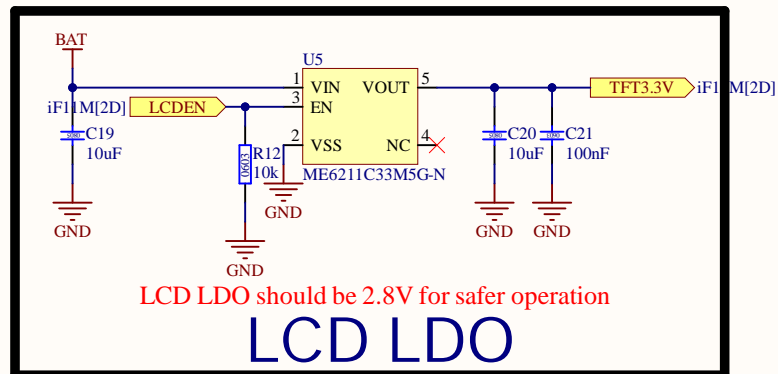 BAT
U5
1 VIN VOUT 5
iF11M[2D] LCDEN 3 EN
TFT3.3V iF11M[2D]
C19
10uF
2 VSS NC 4
C20
10uF
C21
100nF
0603
R12
10k
ME6211C33M5G-N
GND
GND
GND
GND
GND
LCD LDO should be 2.8V for safer operation
LCD LDO